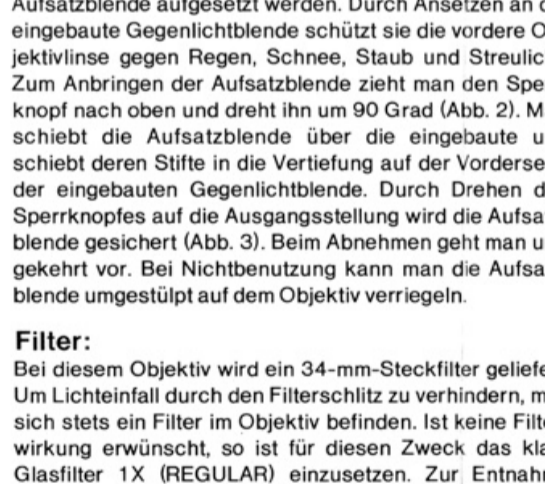 Aufsatzblende aufgesetzt werden. Durch Ansetzen an d
eingebaute Gegenlichtblende schützt sie die vordere O
jektivlinse gegen Regen, Schnee, Staub und Streulic
Zum Anbringen der Aufsatzblende zieht man den Spe
knopf nach oben und dreht ihn um 90 Grad (Abb. 2). M
schiebt die Aufsatzblende über die eingebaute u
schiebt deren Stifte in die Vertiefung auf der Vorderse
der eingebauten Gegenlichtblende. Durch Drehen d
Sperrknopfes auf die Ausgangsstellung wird die Aufsa
blende gesichert (Abb. 3). Beim Abnehmen geht man u
gekehrt vor. Bei Nichtbenutzung kann man die Aufsa
blende umgestülpt auf dem Objektiv verriegeln.
Filter:
Bei diesem Objektiv wird ein 34-mm-Steckfilter geliefe
Um Lichteinfall durch den Filterschlitz zu verhindern, m
sich stets ein Filter im Objektiv befinden. Ist keine Filte
wirkung erwünscht, so ist für diesen Zweck das kla
Glasfilter 1X (REGULAR) einzusetzen. Zur Entnahr